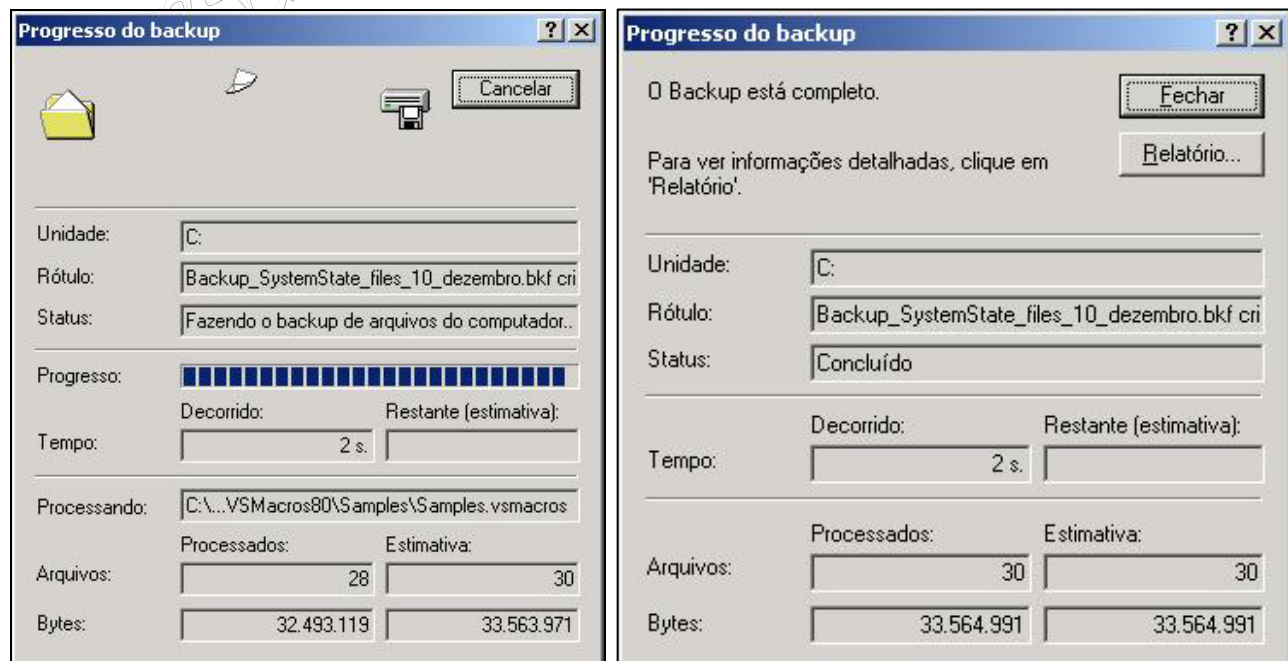 Progresso do backup
Cancelar
Unidade: C:
Rótulo: Backup_SystemState_files_10_dezembro.bkf cri
Status: Fazendo o backup de arquivos do computador..
Progresso:
Decorrido: Restante (estimativa):
Tempo: 2 s.
Processando: C:\...VSMacros80\Samples\Samples.vsmacros
Processados: Estimativa:
Arquivos: 28 30
Bytes: 32.493.119 33.563.971
Progresso do backup
O Backup está completo.
Fechar
Para ver informações detalhadas, clique em
'Relatório'.
Relatório...
Unidade: C:
Rótulo: Backup_SystemState_files_10_dezembro.bkf cri
Status: Concluído
Decorrido: Restante (estimativa):
Tempo: 2 s.
Processados: Estimativa:
Arquivos: 30 30
Bytes: 33.564.991 33.564.991